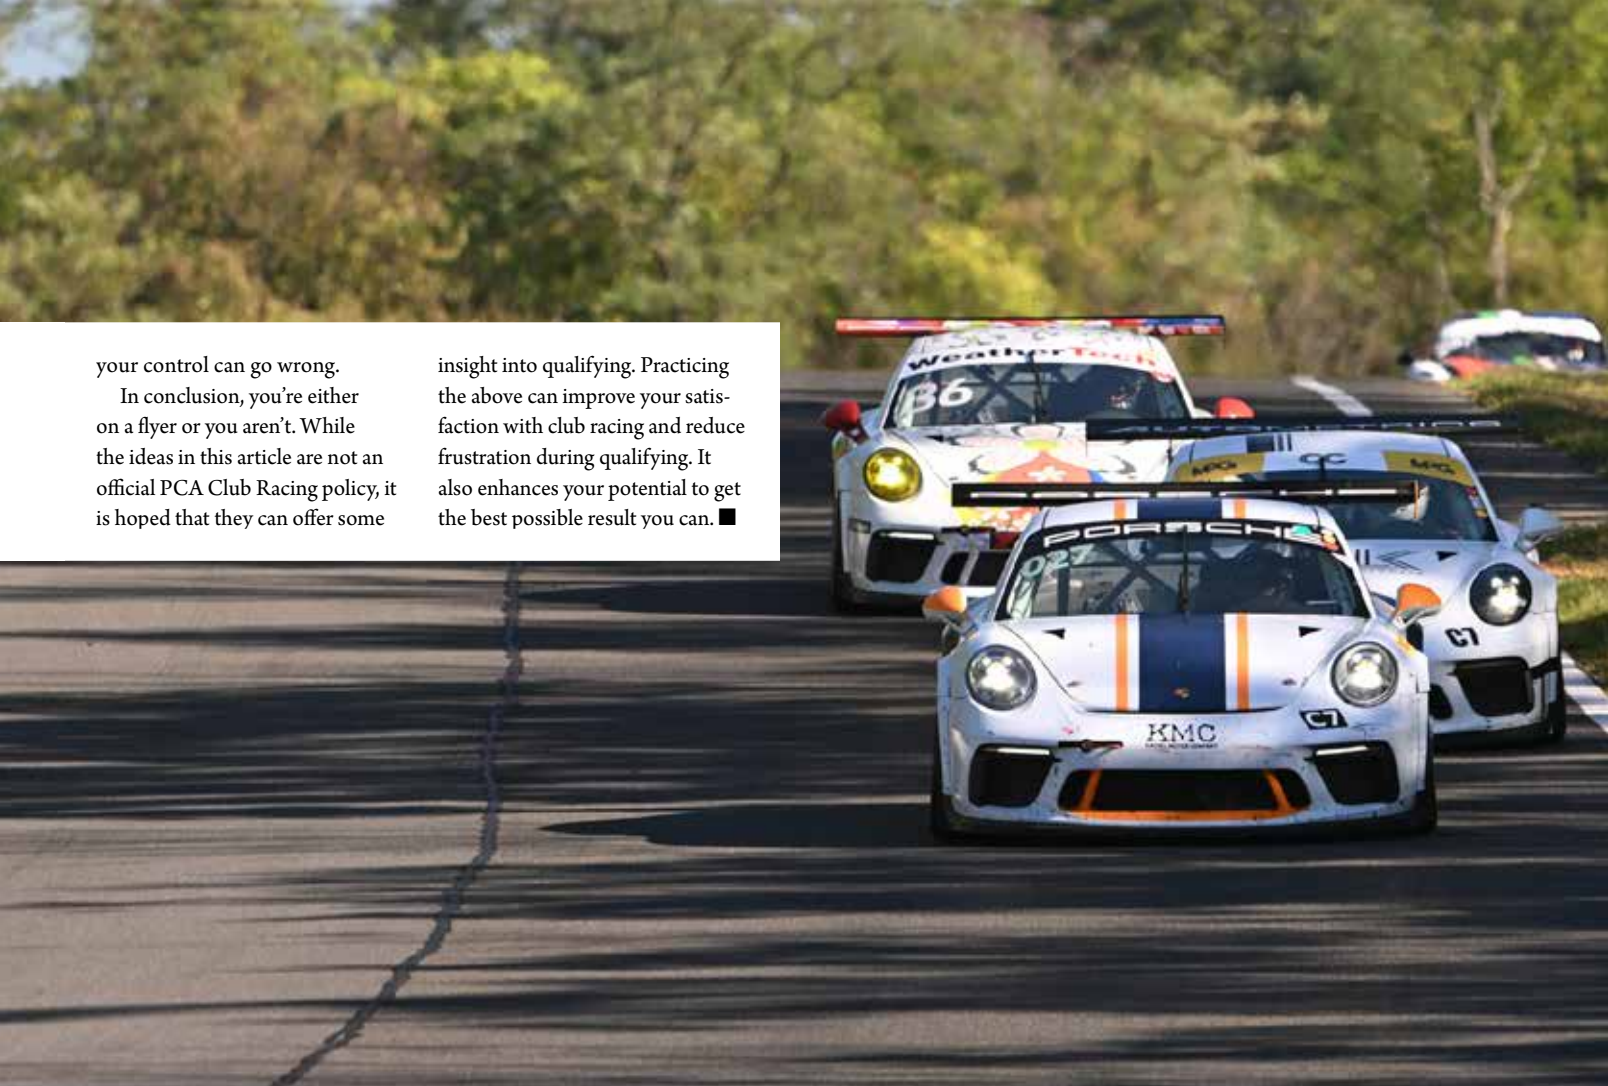 your control can go wrong.
In conclusion, you're either
on a flyer or you aren't. While
the ideas in this article are not an
official PCA Club Racing policy, it
is hoped that they can offer some
insight into qualifying. Practicing
the above can improve your satis-
faction with club racing and reduce
frustration during qualifying. It
also enhances your potential to get
the best possible result you can.
WeatherTech
36
MPG
MPG
PORSCHE
027
C7
C7
KMC